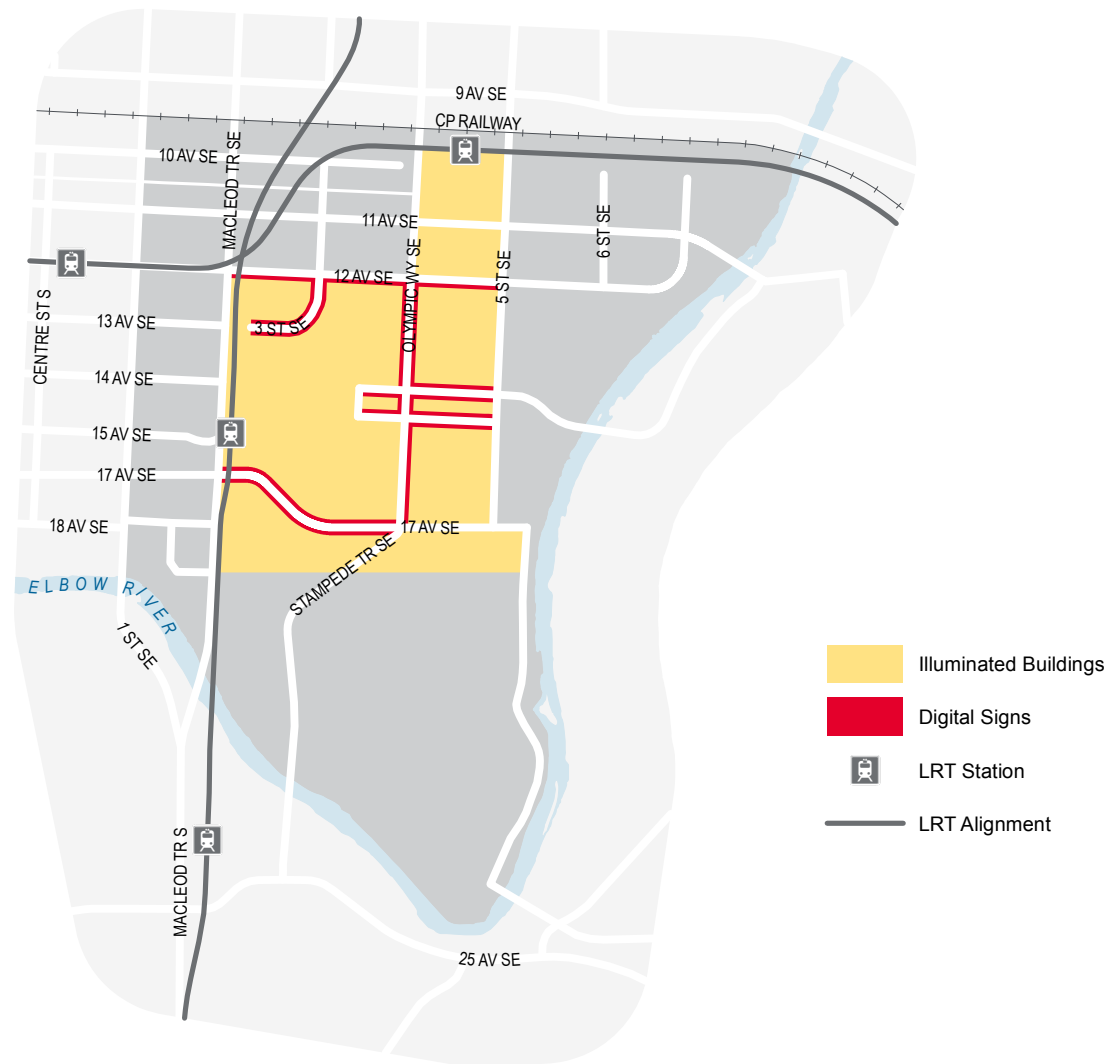 9 AV SE
CP RAILWAY
10 AV SE
MACLEOD TR SE
11 AV SE
6 ST SE
12 AV SE
OLYMPIC WY SE
5 ST SE
CENTRE ST S
13 AV SE
3 ST SE
14 AV SE
15 AV SE
17 AV SE
18 AV SE
17 AV SE
STAMPEDE TR SE
ELBOW RIVER
1 ST SE
Illuminated Buildings
Digital Signs
LRT Station
LRT Alignment
MACLEOD TR S
25 AV SE